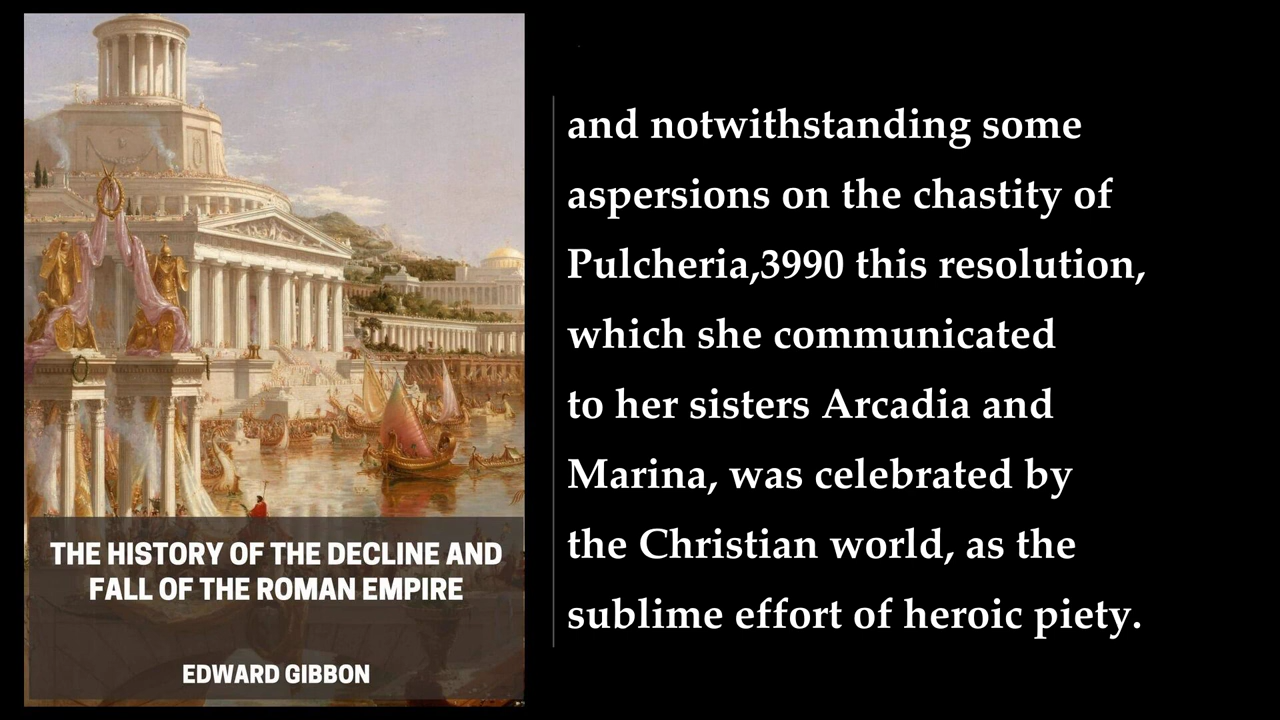 THE HISTORY OF THE DECLINE AND
FALL OF THE ROMAN EMPIRE
EDWARD GIBBON
and notwithstanding some
aspersions on the chastity of
Pulcheria,3990 this resolution,
which she communicated
to her sisters Arcadia and
Marina, was celebrated by
the Christian world, as the
sublime effort of heroic piety.